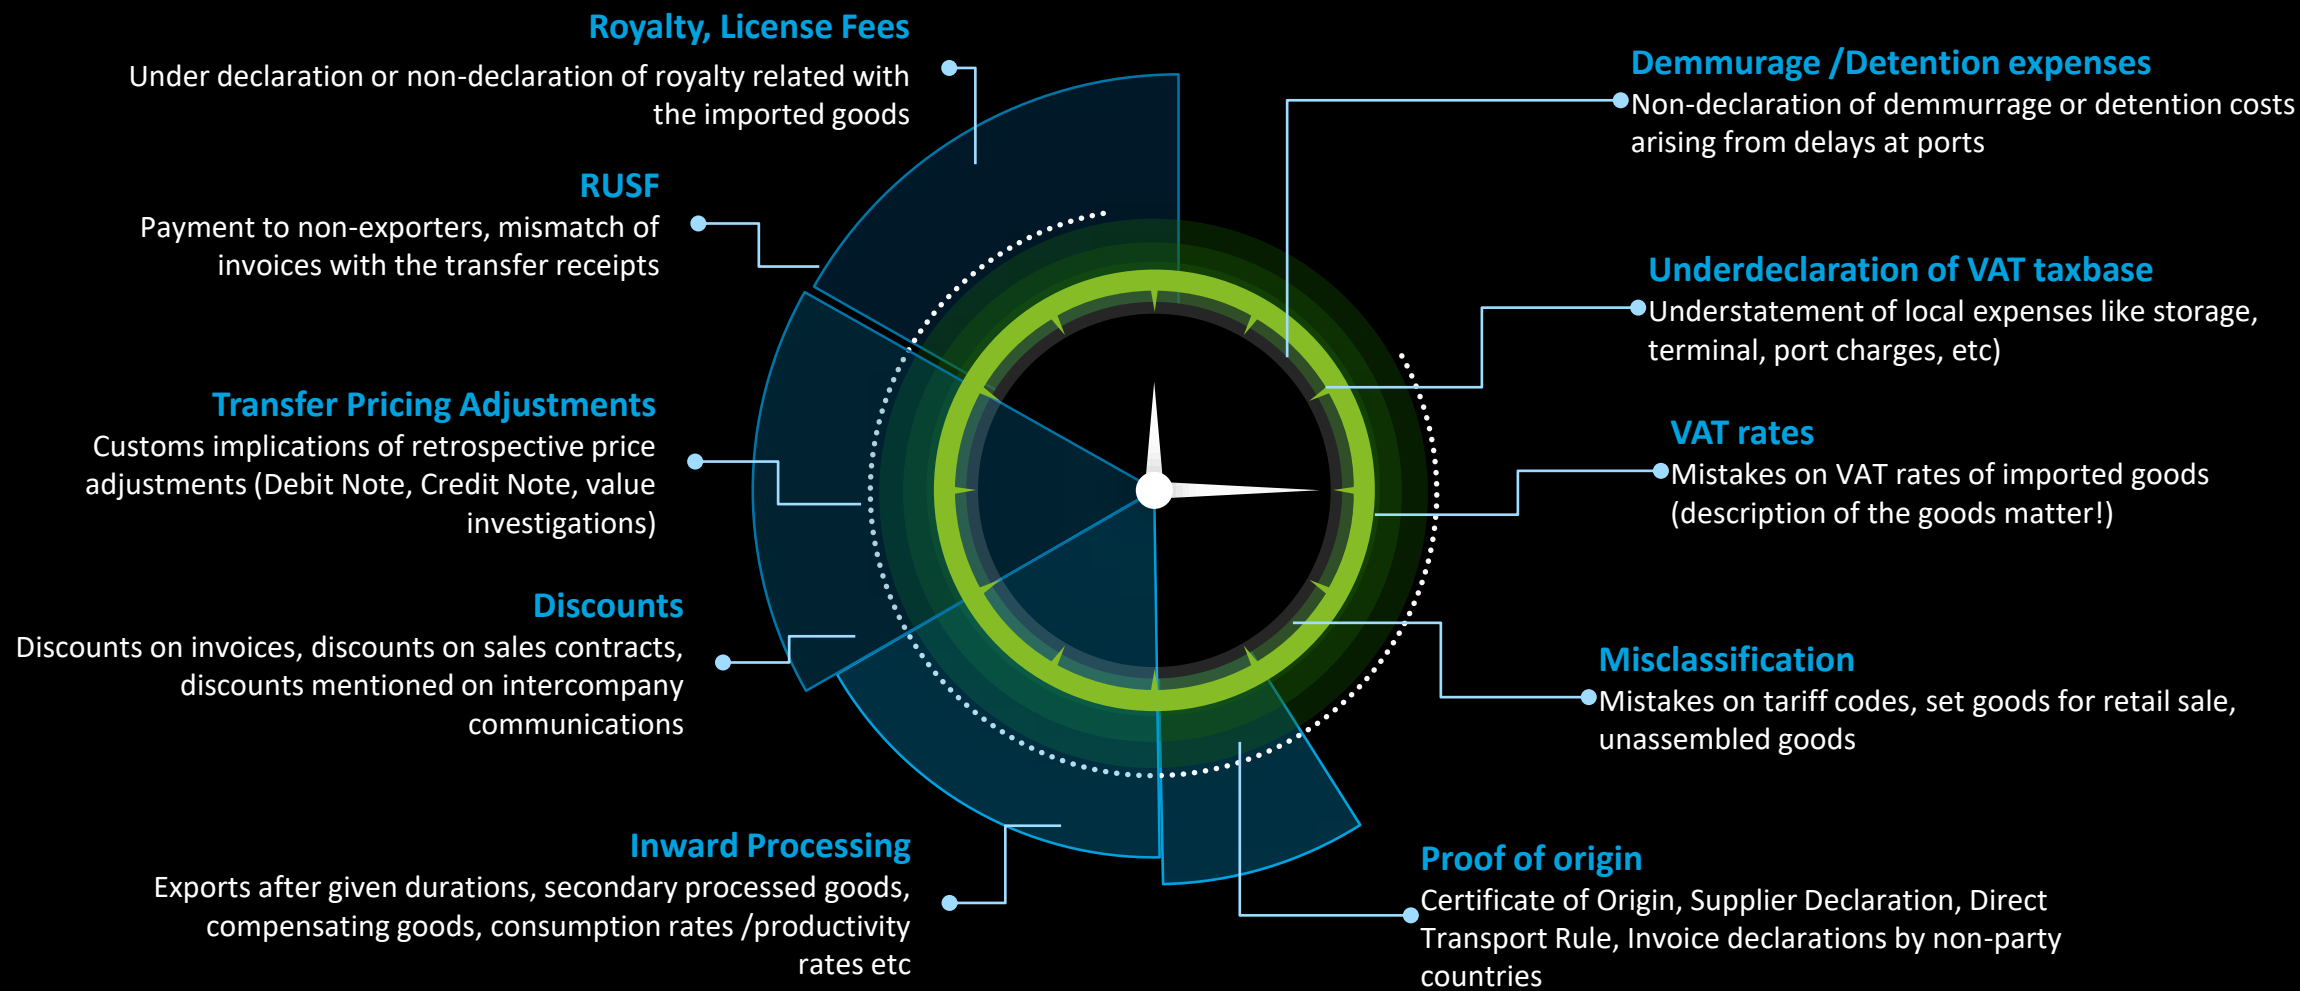 Royalty, License Fees
Under declaration or non-declaration of royalty related with
the imported goods
RUSF
Payment to non-exporters, mismatch of
invoices with the transfer receipts
Transfer Pricing Adjustments
Customs implications of retrospective price
adjustments (Debit Note, Credit Note, value
investigations)
Discounts
Discounts on invoices, discounts on sales contracts,
discounts mentioned on intercompany
communications
Inward Processing
Exports after given durations, secondary processed goods,
compensating goods, consumption rates /productivity
rates etc
Demmurage /Detention expenses
Non-declaration of demmurrage or detention costs
arising from delays at ports
Underdeclaration of VAT taxbase
Understatement of local expenses like storage,
terminal, port charges, etc)
VAT rates
Mistakes on VAT rates of imported goods
(description of the goods matter!)
Misclassification
Mistakes on tariff codes, set goods for retail sale,
unassembled goods
Proof of origin
Certificate of Origin, Supplier Declaration, Direct
Transport Rule, Invoice declarations by non-party
countries